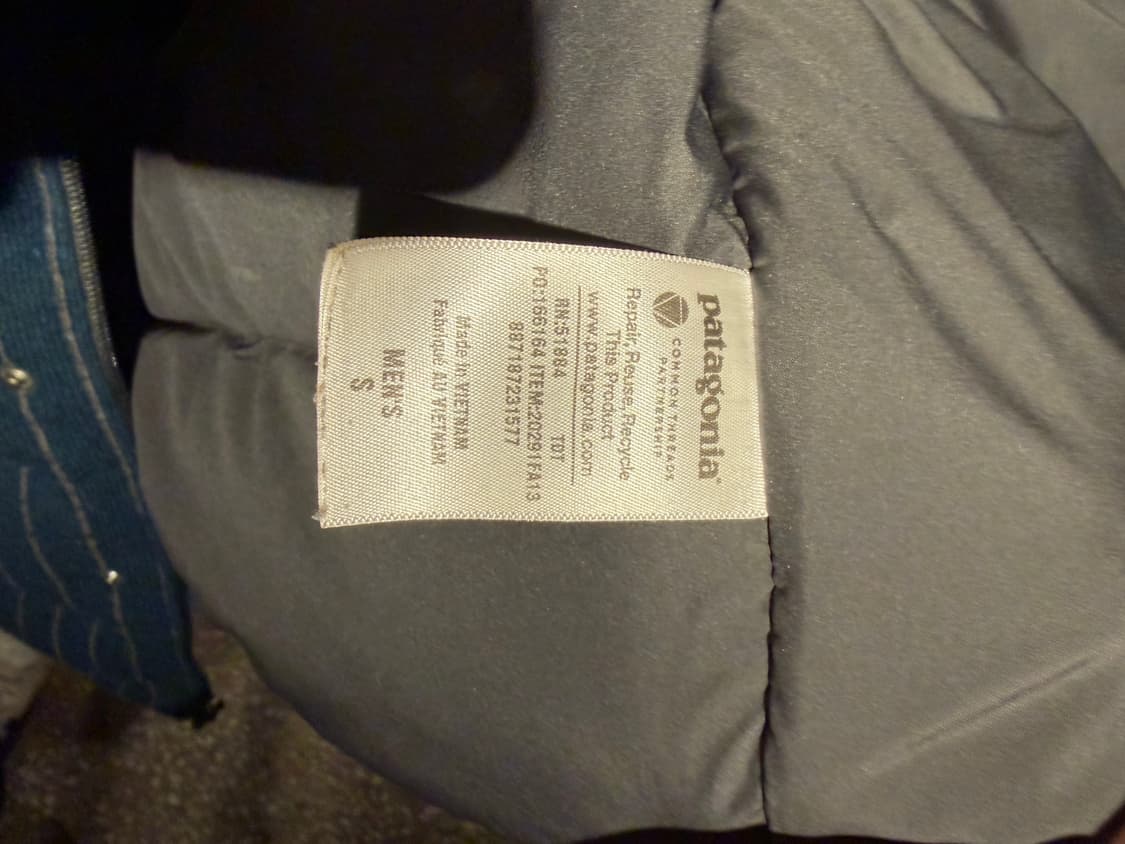 patagonia®
COMMON THREADS
PARTNERSHIP
Repair, Reuse, Recycle
This Product
www.patagonia.com
RN:51884 TDT
PO:166164 ITEM:20291FA13
887187231577
Made In VIETNAM
Fabriqué AU VIETNAM
MEN'S
S